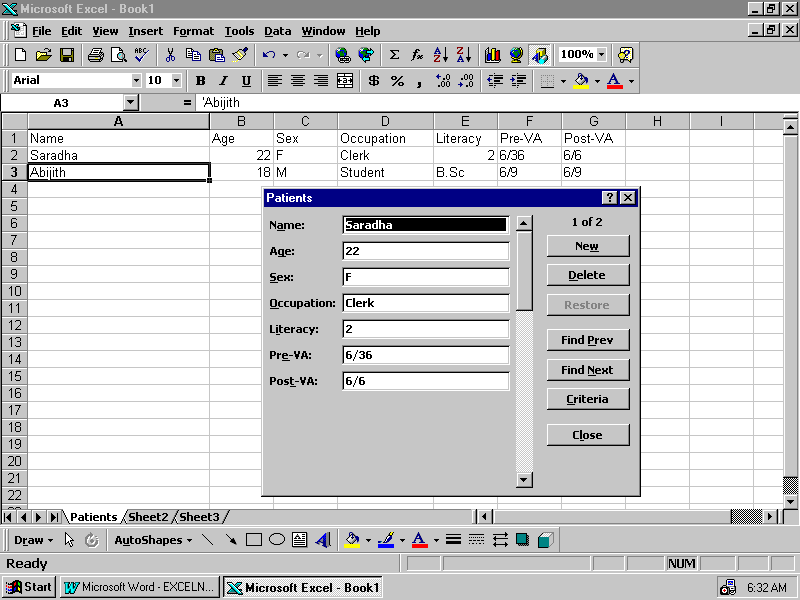 Microsoft Excel - Book1
File Edit View Insert Format Tools Data Window Help
100%
Arial 10 B I U $ % ,
A3 = 'Abijith
A B C D E F G H I
1 Name Age Sex Occupation Literacy Pre-VA Post-VA
2 Saradha 22 F Clerk 2 6/36 6/6
3 Abijith 18 M Student B.Sc 6/9 6/9
4
5
6
7
8
9
10
11
12
13
14
15
16
17
18
19
20
21
22
Patients
1 of 2
Name: Saradha
Age: 22
Sex: F
Occupation: Clerk
Literacy: 2
Pre-VA: 6/36
Post-VA: 6/6
New
Delete
Restore
Find Prev
Find Next
Criteria
Close
Patients Sheet2 Sheet3
Draw AutoShapes
Ready NUM
Start Microsoft Word - EXCELN... Microsoft Excel - Book1 6:32 AM